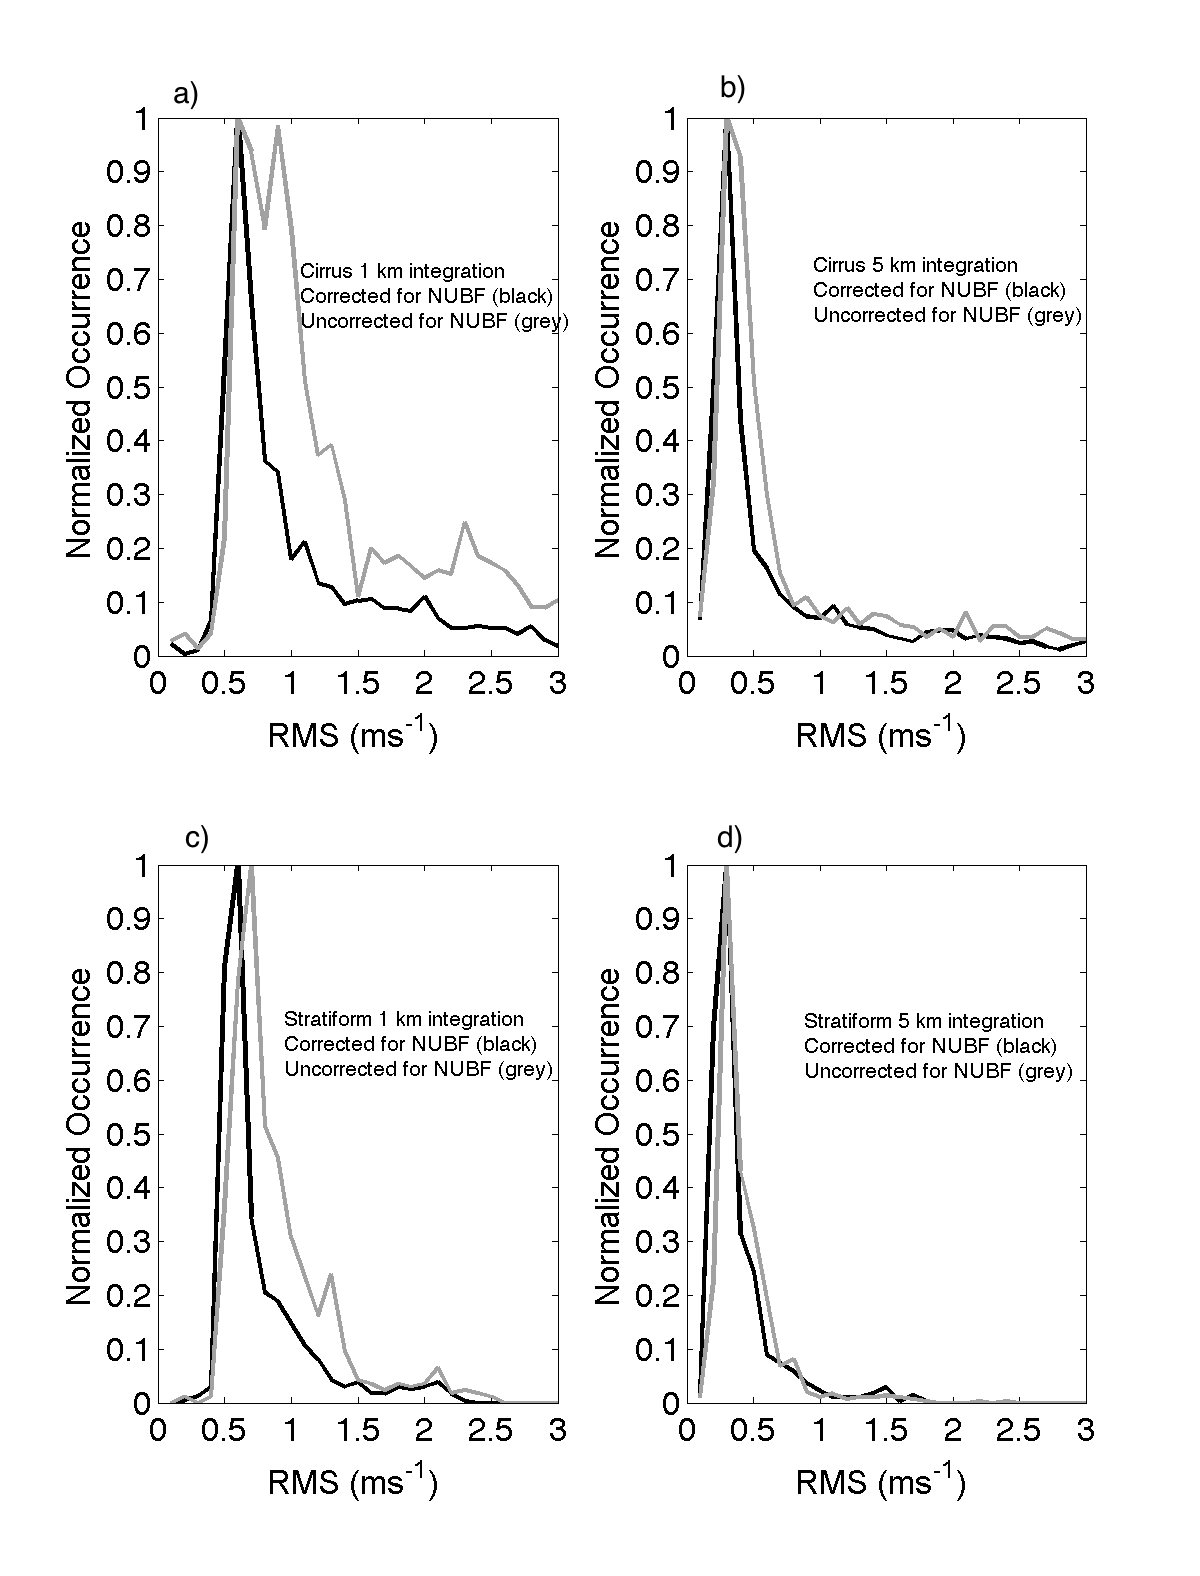 a)
1
0.9
0.8
0.7
0.6
0.5
0.4
0.3
0.2
0.1
0
Normalized Occurrence
Cirrus 1 km integration
Corrected for NUBF (black)
Uncorrected for NUBF (grey)
0 0.5 1 1.5 2 2.5 3
RMS (ms-1)
b)
1
0.9
0.8
0.7
0.6
0.5
0.4
0.3
0.2
0.1
0
Normalized Occurrence
Cirrus 5 km integration
Corrected for NUBF (black)
Uncorrected for NUBF (grey)
0 0.5 1 1.5 2 2.5 3
RMS (ms-1)
c)
1
0.9
0.8
0.7
0.6
0.5
0.4
0.3
0.2
0.1
0
Normalized Occurrence
Stratiform 1 km integration
Corrected for NUBF (black)
Uncorrected for NUBF (grey)
0 0.5 1 1.5 2 2.5 3
RMS (ms-1)
d)
1
0.9
0.8
0.7
0.6
0.5
0.4
0.3
0.2
0.1
0
Normalized Occurrence
Stratiform 5 km integration
Corrected for NUBF (black)
Uncorrected for NUBF (grey)
0 0.5 1 1.5 2 2.5 3
RMS (ms-1)